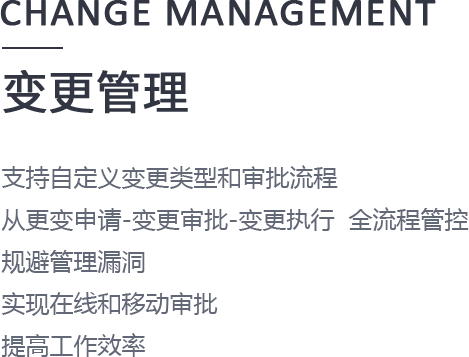 CHANGE MANAGEMENT
变更管理
支持自定义变更类型和审批流程
从更变申请-变更审批-变更执行 全流程管控
规避管理漏洞
实现在线和移动审批
提高工作效率